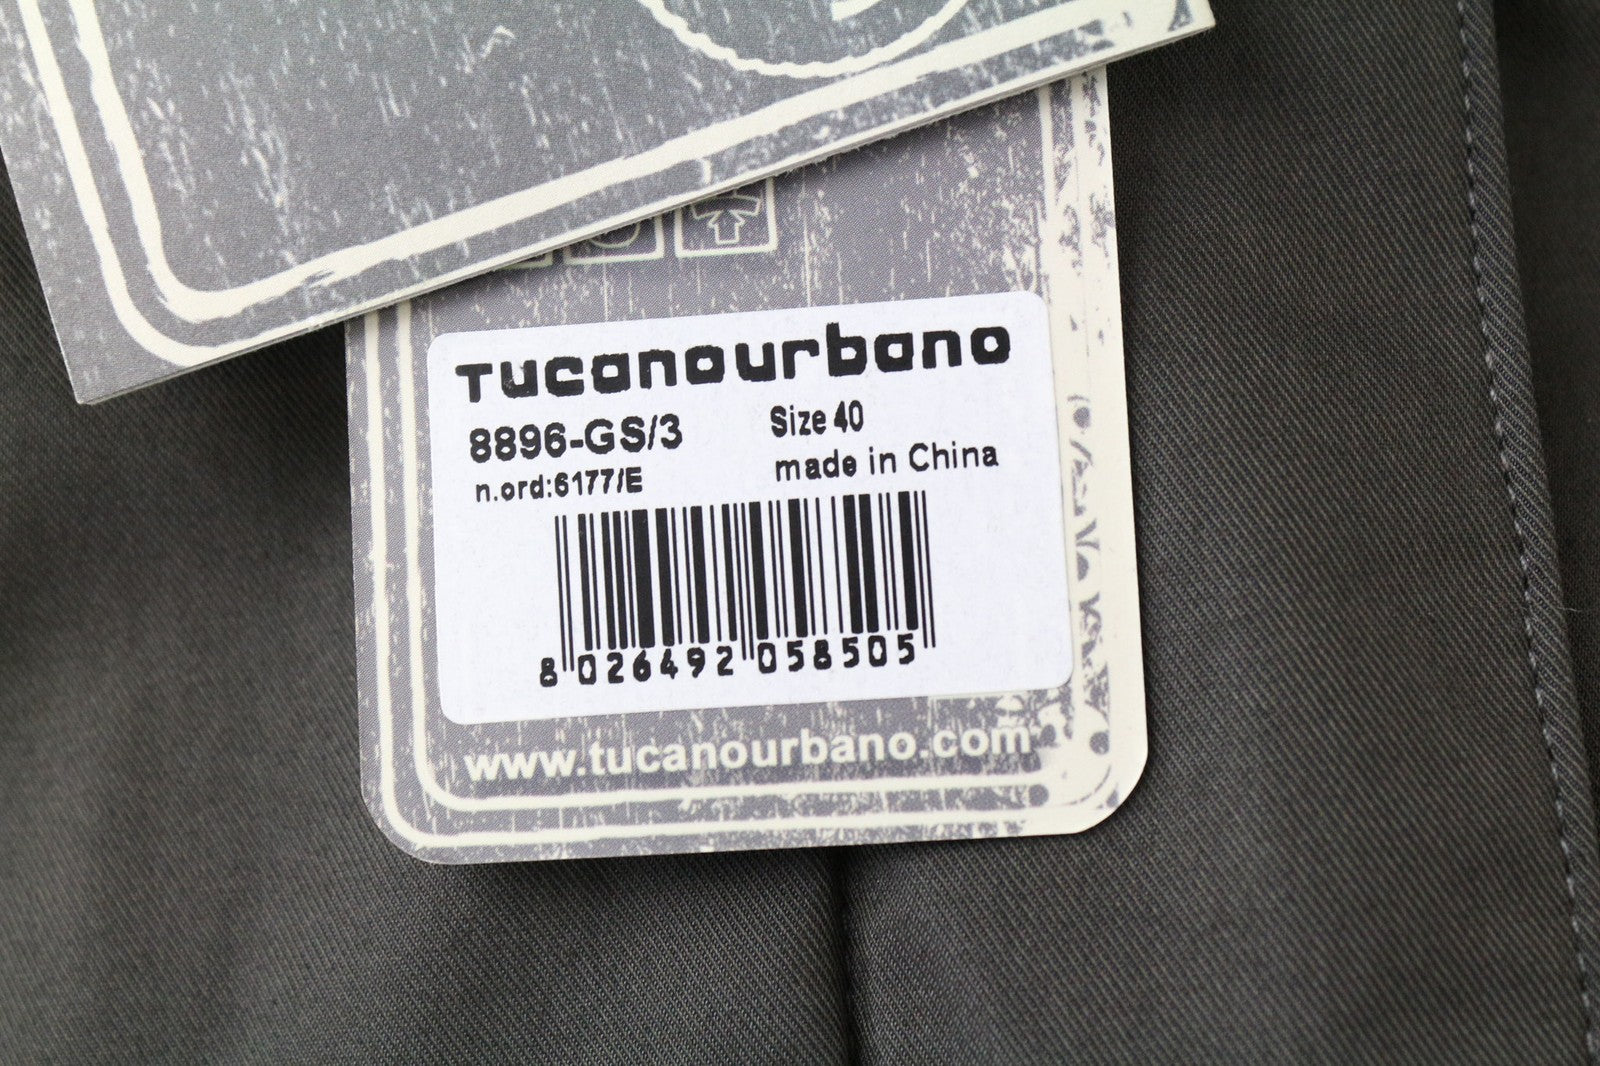 Tucanourbano
8896-GS/3
Size 40
n.ord:6177/E
made in China
8 026492 058505
www.tucanourbano.com